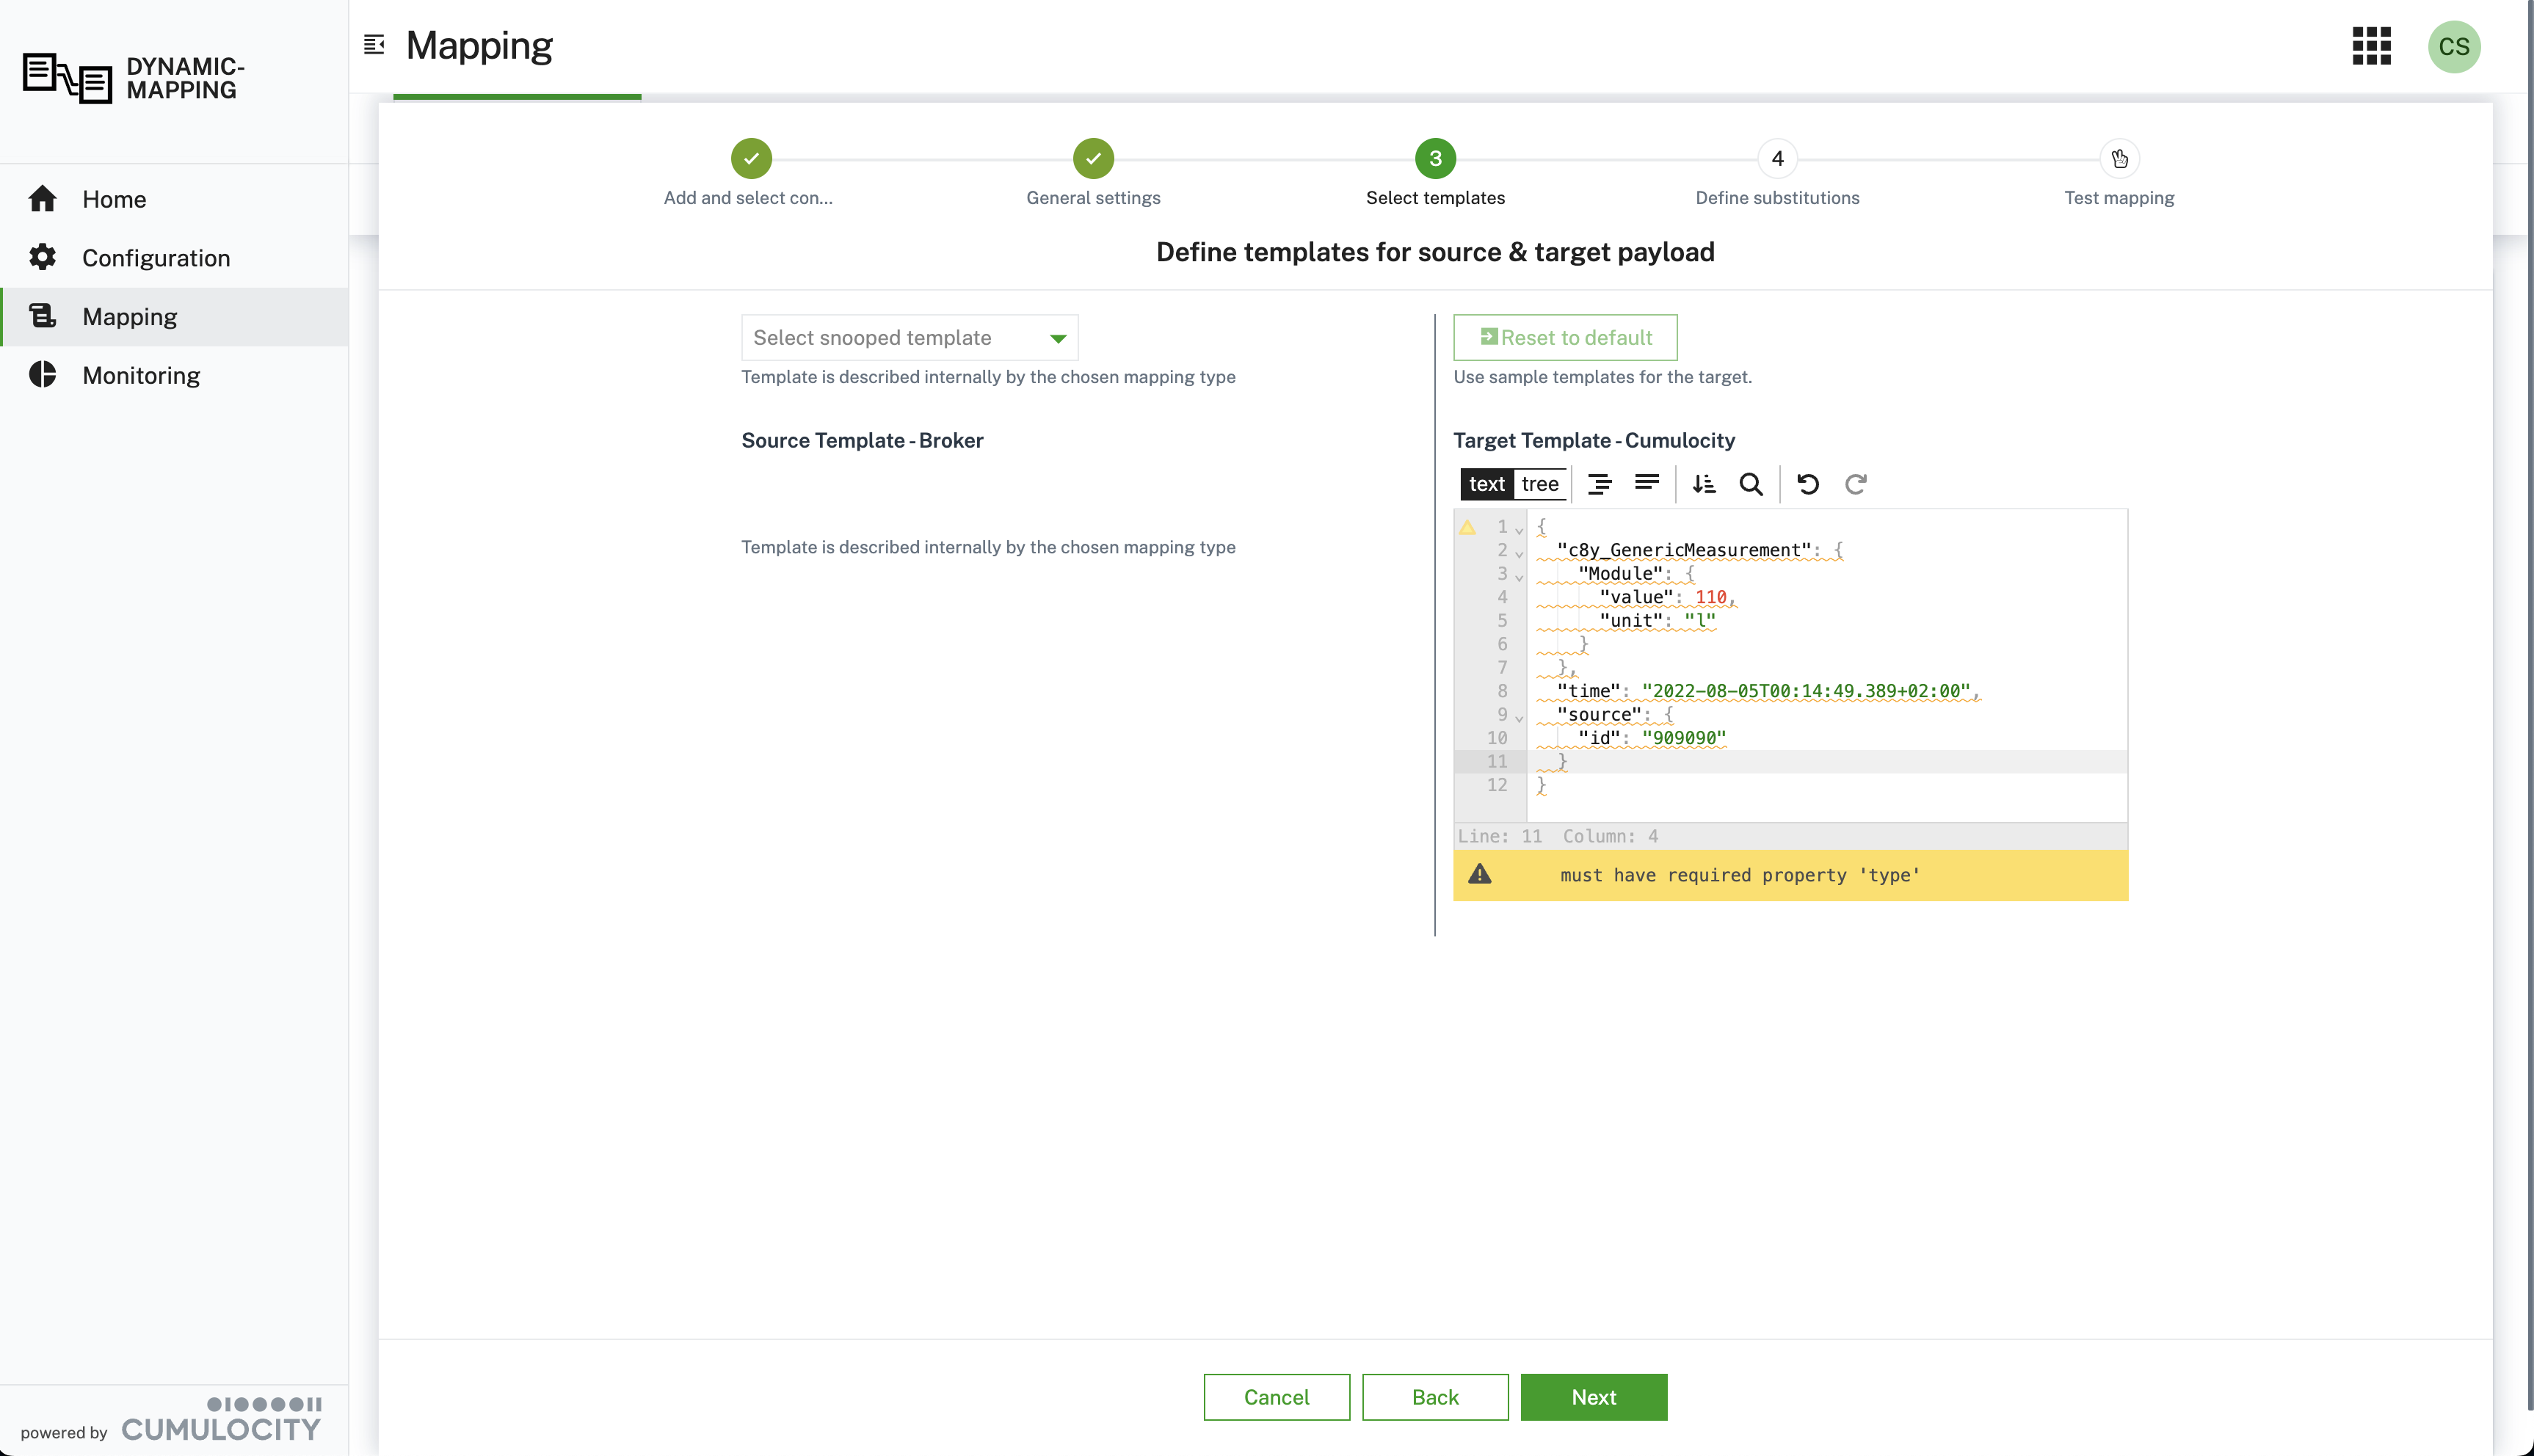 DYNAMIC-
MAPPING
Mapping
CS
Home
Configuration
Mapping
Monitoring
3
4
Add and select con...
General settings
Select templates
Define substitutions
Test mapping
Define templates for source & target payload
Select snooped template
Template is described internally by the chosen mapping type
Source Template - Broker
Template is described internally by the chosen mapping type
Reset to default
Use sample templates for the target.
Target Template - Cumulocity
text tree
1 {
2 "c8y_GenericMeasurement": {
3 "Module": {
4 "value": 110,
5 "unit": "l"
6 }
7 },
8 "time": "2022-08-05T00:14:49.389+02:00",
9 "source": {
10 "id": "909090"
11 }
12 }
Line: 11 Column: 4
must have required property 'type'
Cancel
Back
Next
powered by CUMULOCITY